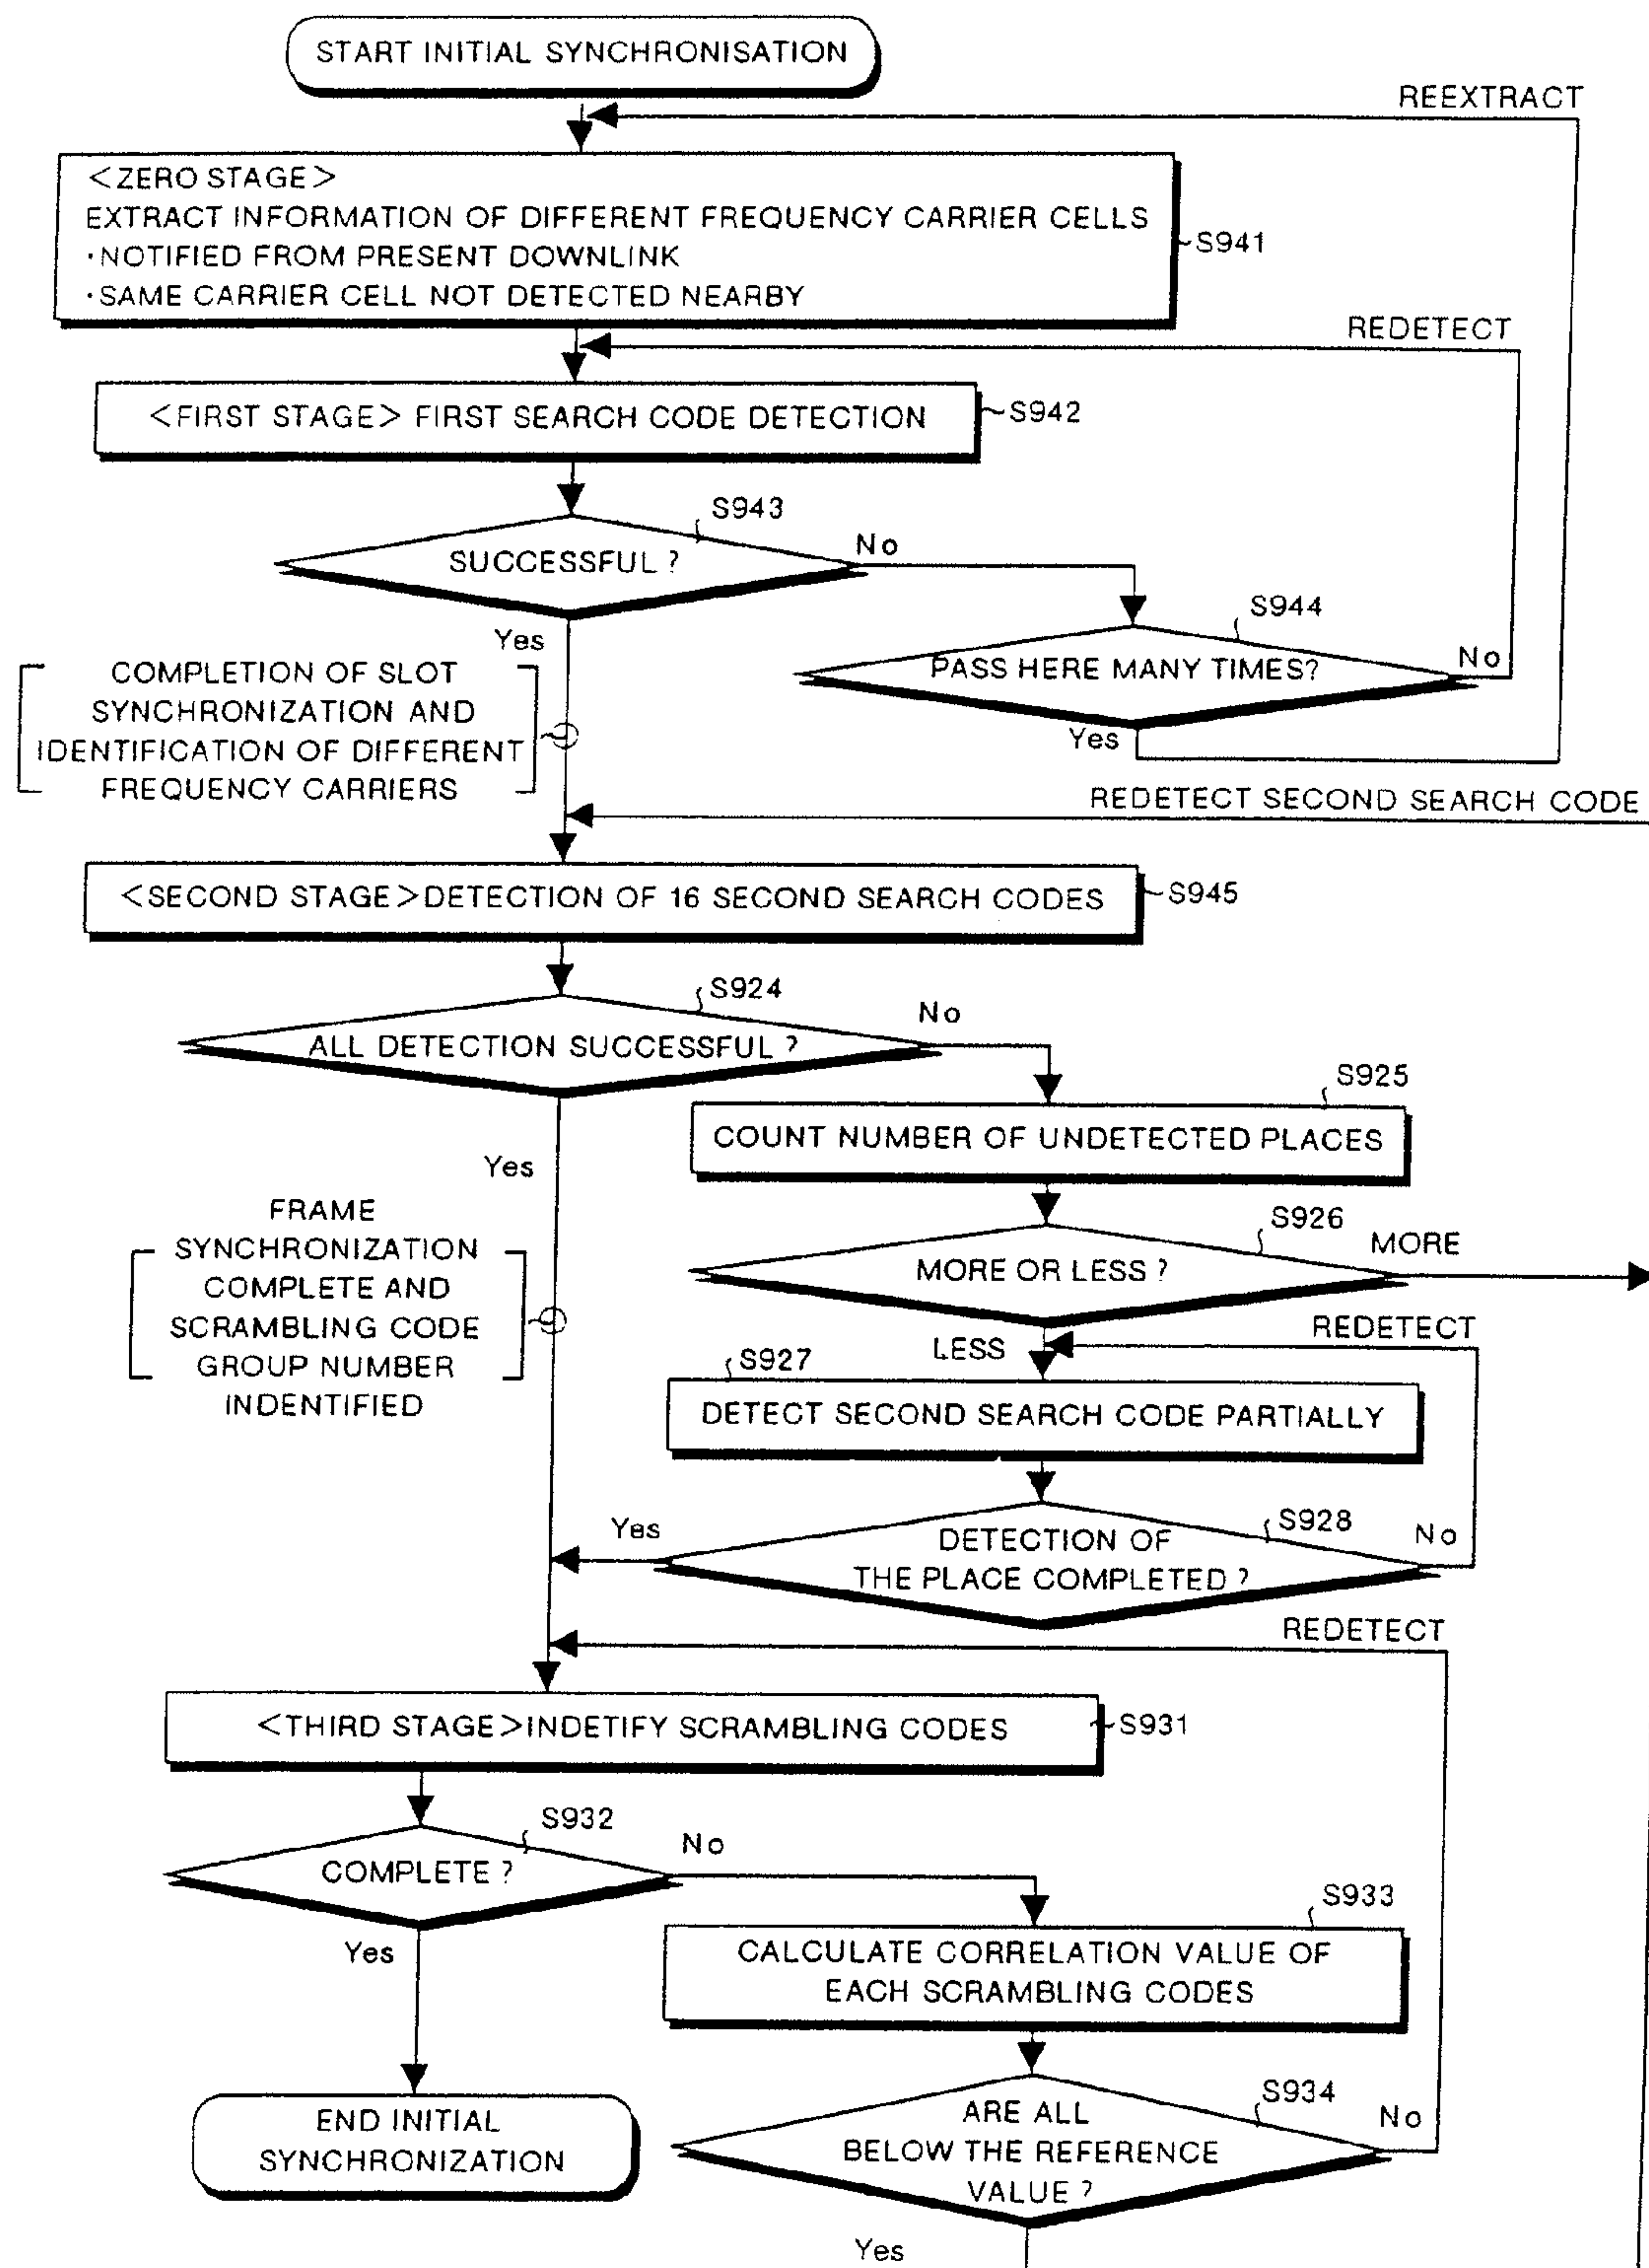 START INITIAL SYNCHRONISATION
REEXTRACT
<ZERO STAGE>
EXTRACT INFORMATION OF DIFFERENT FREQUENCY CARRIER CELLS
·NOTIFIED FROM PRESENT DOWNLINK
·SAME CARRIER CELL NOT DETECTED NEARBY
S941
REDETECT
<FIRST STAGE> FIRST SEARCH CODE DETECTION
S942
S943
SUCCESSFUL ?
No
S944
PASS HERE MANY TIMES?
No
Yes
Yes
COMPLETION OF SLOT
SYNCHRONIZATION AND
IDENTIFICATION OF DIFFERENT
FREQUENCY CARRIERS
REDETECT SECOND SEARCH CODE
<SECOND STAGE>DETECTION OF 16 SECOND SEARCH CODES
S945
S924
ALL DETECTION SUCCESSFUL ?
No
S925
COUNT NUMBER OF UNDETECTED PLACES
Yes
FRAME
SYNCHRONIZATION
COMPLETE AND
SCRAMBLING CODE
GROUP NUMBER
INDENTIFIED
S926
MORE OR LESS ?
MORE
LESS
REDETECT
S927
DETECT SECOND SEARCH CODE PARTIALLY
S928
DETECTION OF
THE PLACE COMPLETED ?
Yes
No
REDETECT
<THIRD STAGE>INDETIFY SCRAMBLING CODES
S931
S932
COMPLETE ?
No
Yes
S933
CALCULATE CORRELATION VALUE OF
EACH SCRAMBLING CODES
S934
ARE ALL
BELOW THE REFERENCE
VALUE ?
No
Yes
END INITIAL
SYNCHRONIZATION